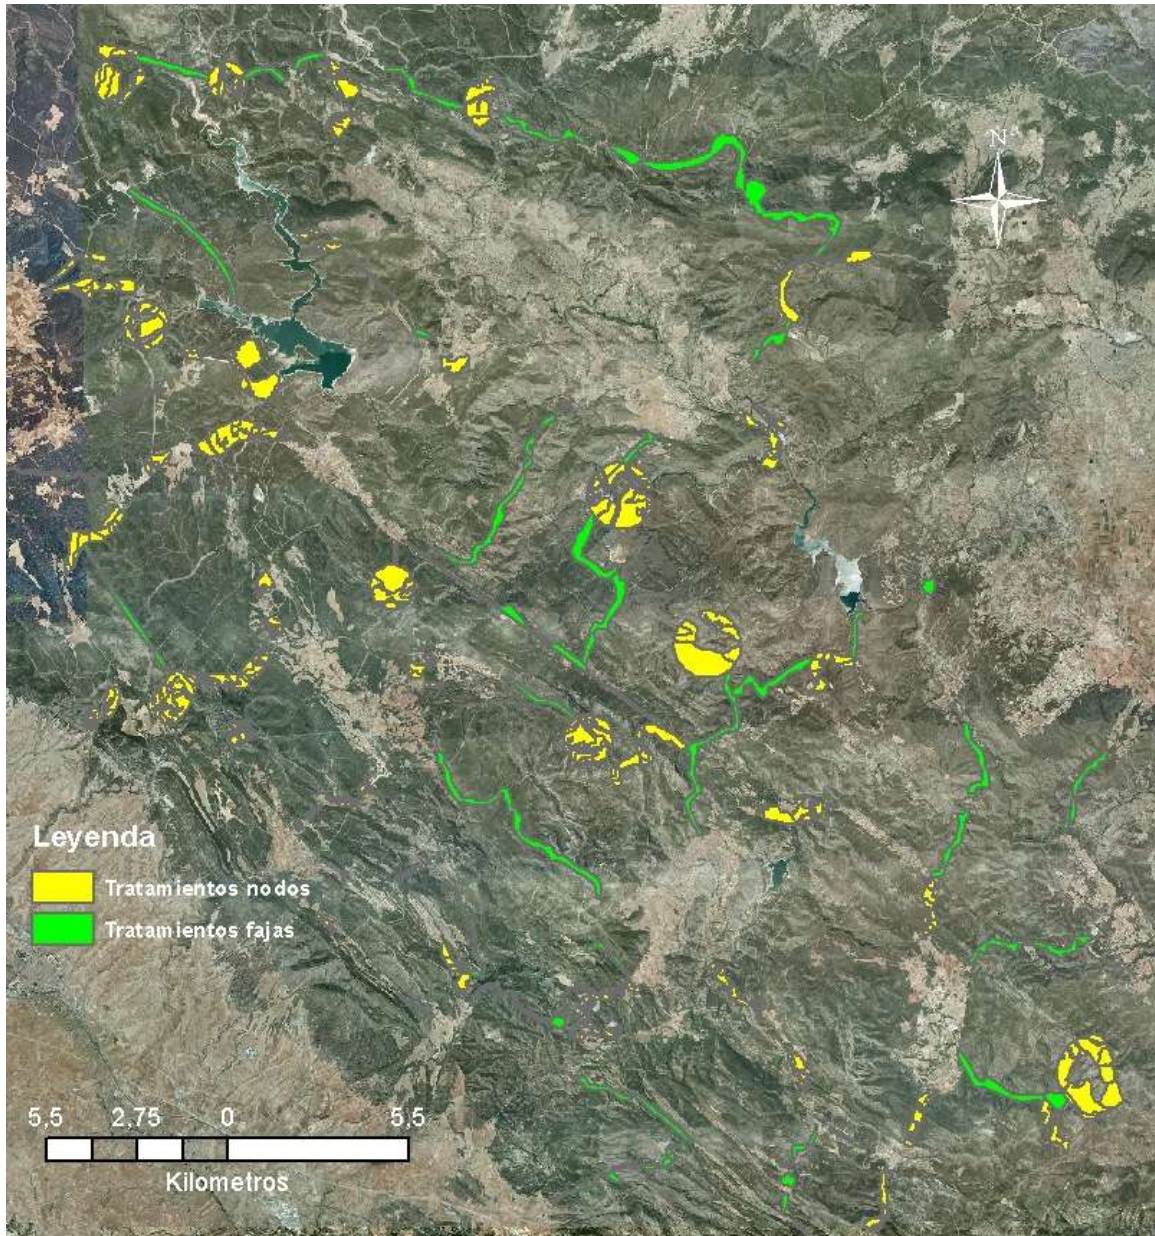 N
Leyenda
Tratamientos nodos
Tratamientos fajas
5,5 2,75 0 5,5
Kilometros